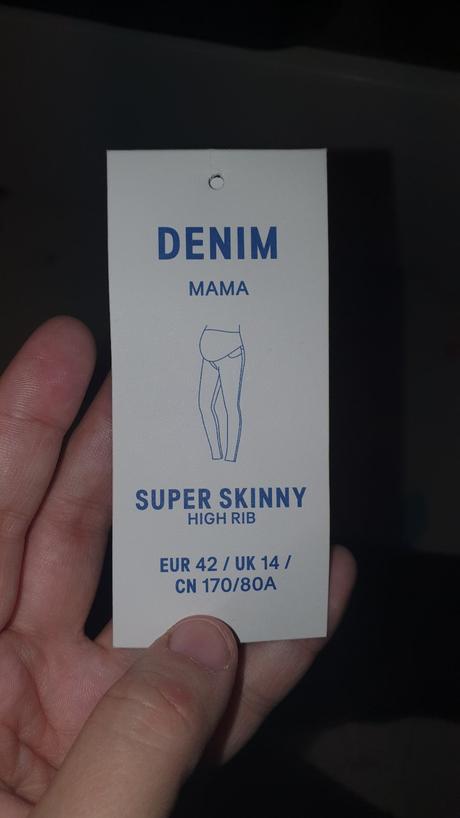 DENIM
MAMA
SUPER SKINNY
HIGH RIB
EUR 42 / UK 14 /
CN 170/80A